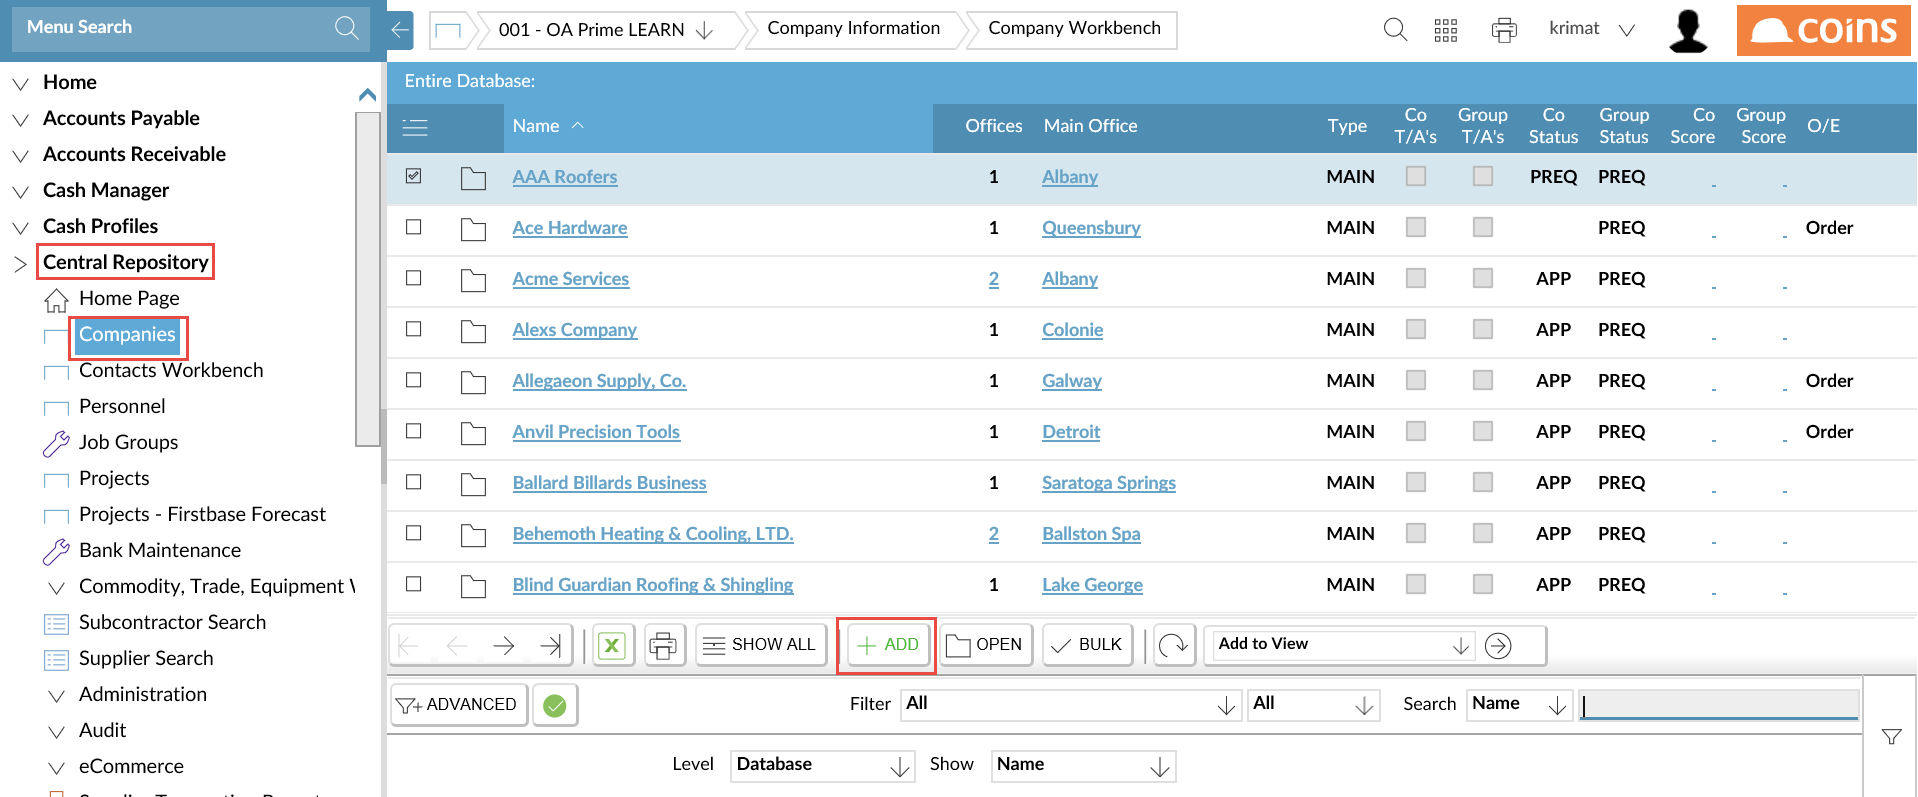 Menu Search
001 - OA Prime LEARN
Company Information
Company Workbench
krimat
coins
Home
Accounts Payable
Accounts Receivable
Cash Manager
Cash Profiles
Central Repository
Home Page
Companies
Contacts Workbench
Personnel
Job Groups
Projects
Projects - Firstbase Forecast
Bank Maintenance
Commodity, Trade, Equipment
Subcontractor Search
Supplier Search
Administration
Audit
eCommerce
Entire Database:
Name Offices Main Office Type Co T/A's Group T/A's Co Status Group Status Co Score Group Score O/E
AAA Roofers 1 Albany MAIN PREQ PREQ
Ace Hardware 1 Queensbury MAIN PREQ Order
Acme Services 2 Albany MAIN APP PREQ
Alexs Company 1 Colonie MAIN APP PREQ
Allegaeon Supply, Co. 1 Galway MAIN APP PREQ Order
Anvil Precision Tools 1 Detroit MAIN APP PREQ Order
Ballard Billards Business 1 Saratoga Springs MAIN APP PREQ
Behemoth Heating & Cooling, LTD. 2 Ballston Spa MAIN APP PREQ
Blind Guardian Roofing & Shingling 1 Lake George MAIN APP PREQ
SHOW ALL ADD OPEN BULK Add to View
ADVANCED Filter All All Search Name
Level Database Show Name